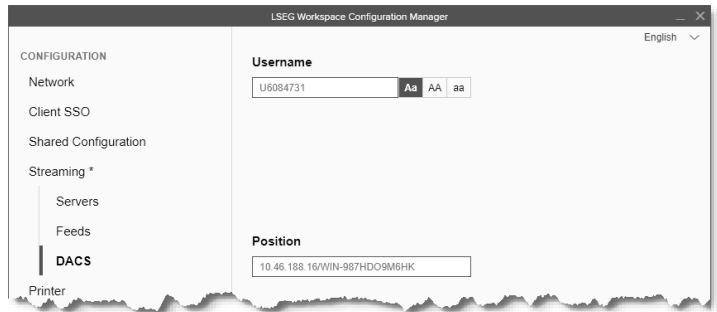 LSEG Workspace Configuration Manager
English
CONFIGURATION
Network
Client SSO
Shared Configuration
Streaming *
Servers
Feeds
DACS
Printer
Username
U6084731 Aa AA aa
Position
10.46.188.16/WIN-987HDO9M6HK